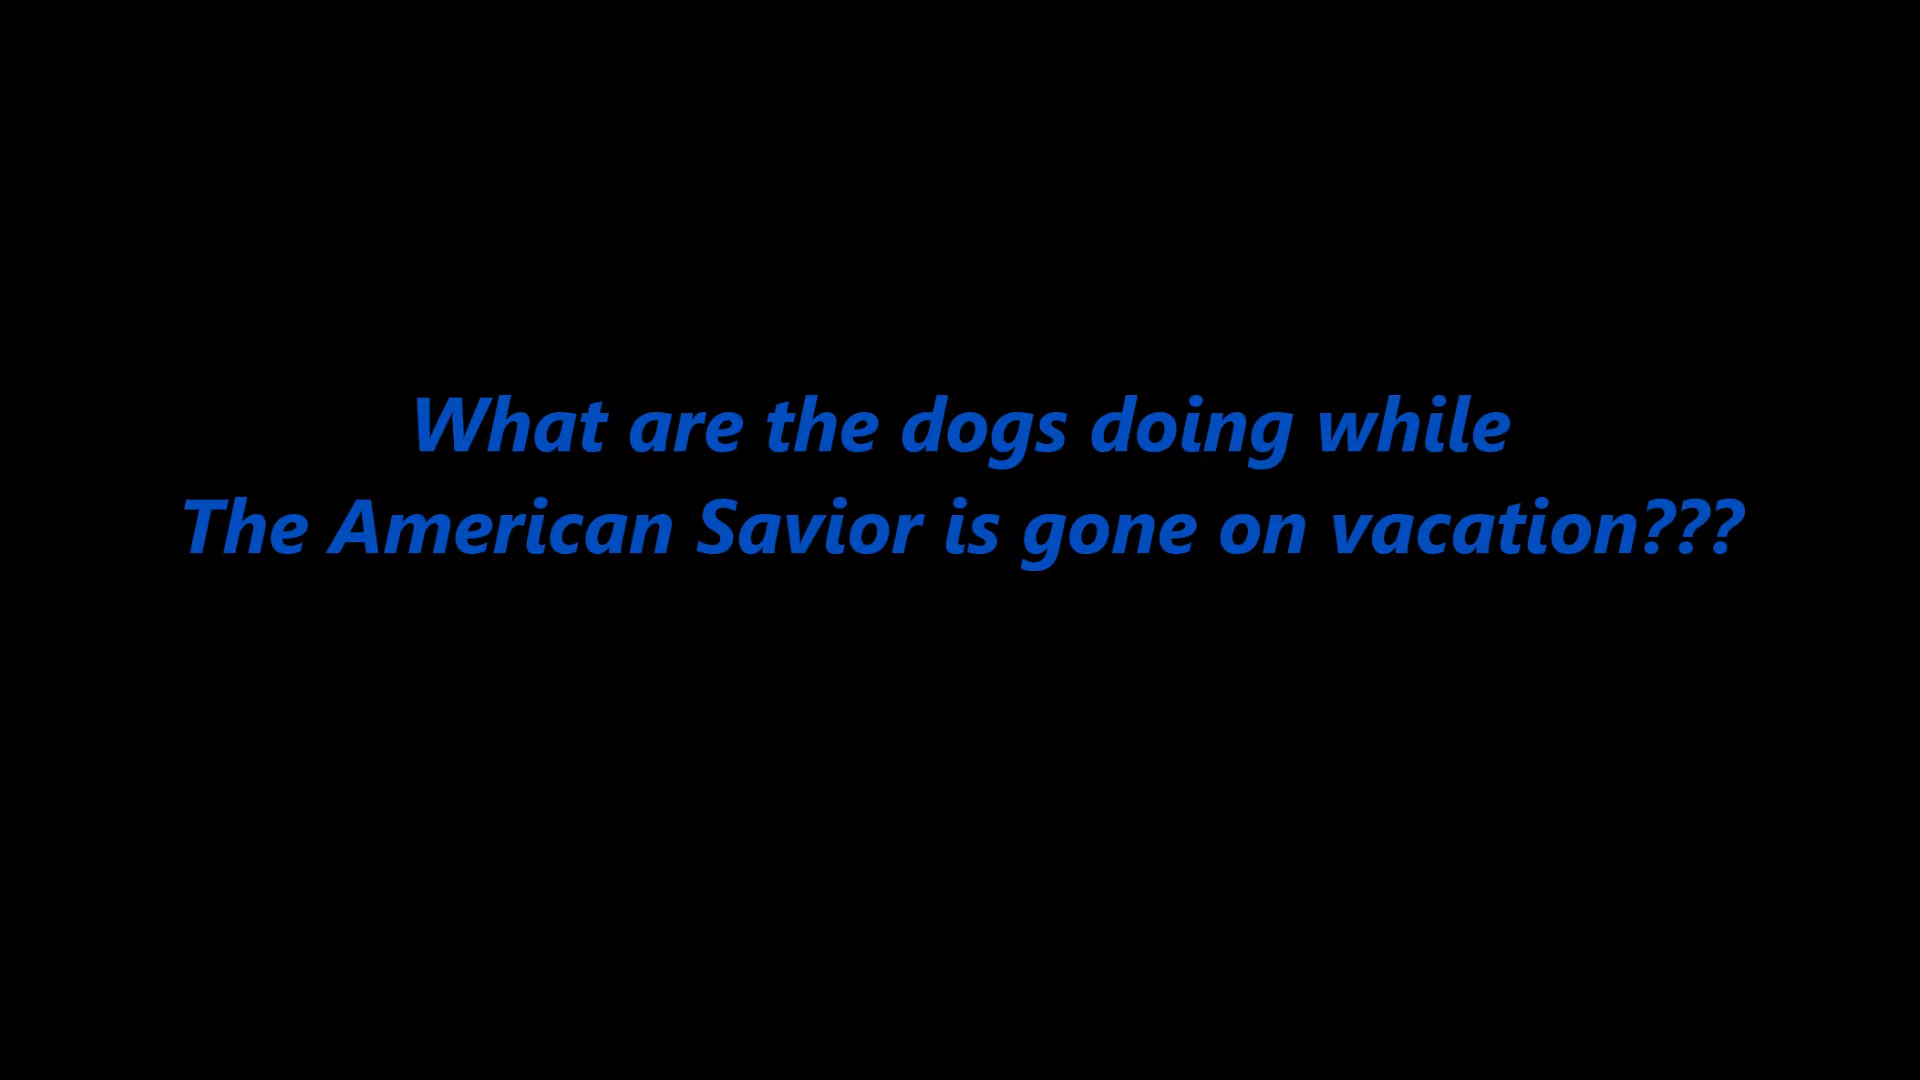 What are the dogs doing while
The American Savior is gone on vacation???